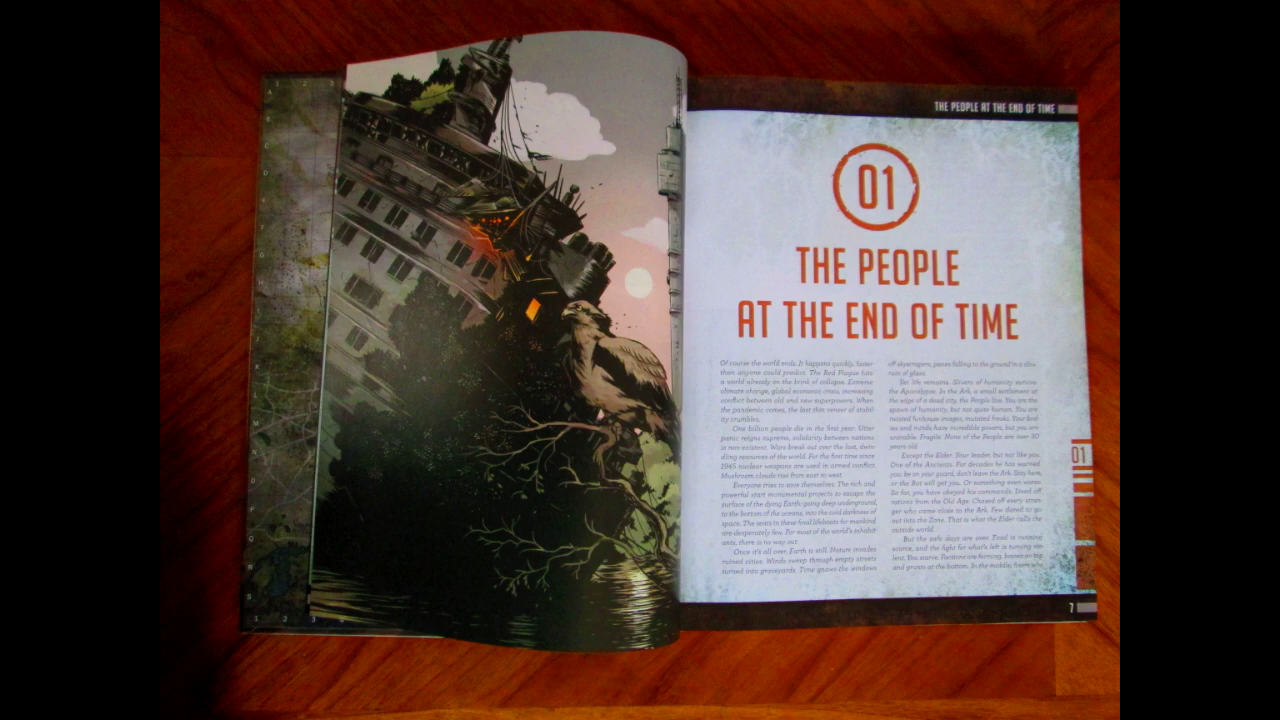 THE PEOPLE AT THE END OF TIME
01
THE PEOPLE
AT THE END OF TIME
Of course the world ends. It happens quickly, faster
than anyone could predict. The Red Plague hits
a world already on the brink of collapse. Extreme
climate change, global economic crisis, increasing
conflict between old and new superpowers. When
the pandemic comes, the last thin veneer of stabil-
ity crumbles.
One billion people die in the first year. Utter
panic reigns supreme, solidarity between nations
is non-existent. Wars break out over the last, dwin-
dling resources of the world. For the first time since
1945 nuclear weapons are used in armed conflict.
Mushroom clouds rise from east to west.
Everyone tries to save themselves. The rich and
powerful start monumental projects to escape the
surface of the dying Earth: going deep underground,
to the bottom of the oceans, into the cold darkness of
space. The seats in these final lifeboats for mankind
are desperately few. For most of the world's inhabit-
ants, there is no way out.
Once it's all over, Earth is still. Nature invades
ruined cities. Winds sweep through empty streets
turned into graveyards. Time gnaws the windows
off skyscrapers, panes falling to the ground in a slow
rain of glass.
Yet life remains. Slivers of humanity survive
the Apocalypse. In the Ark, a small settlement at
the edge of a dead city, the People live. You are the
spawn of humanity, but not quite human. You are
twisted funhouse images, mutated freaks. Your bod-
ies and minds have incredible powers, but you are
unstable. Fragile. None of the People are over 30
years old.
Except the Elder. Your leader, but not like you.
One of the Ancients. For decades he has warned
you: be on your guard, don't leave the Ark. Stay here,
or the Rot will get you. Or something even worse.
So far, you have obeyed his commands. Lived off
rations from the Old Age. Chased off every stran-
ger who came close to the Ark. Few dared to go
out into the Zone. That is what the Elder calls the
outside world.
But the safe days are over. Food is running
scarce, and the fight for what's left is turning vio-
lent. You starve. Factions are forming, bosses on top
and grunts at the bottom. In the middle,
01
7